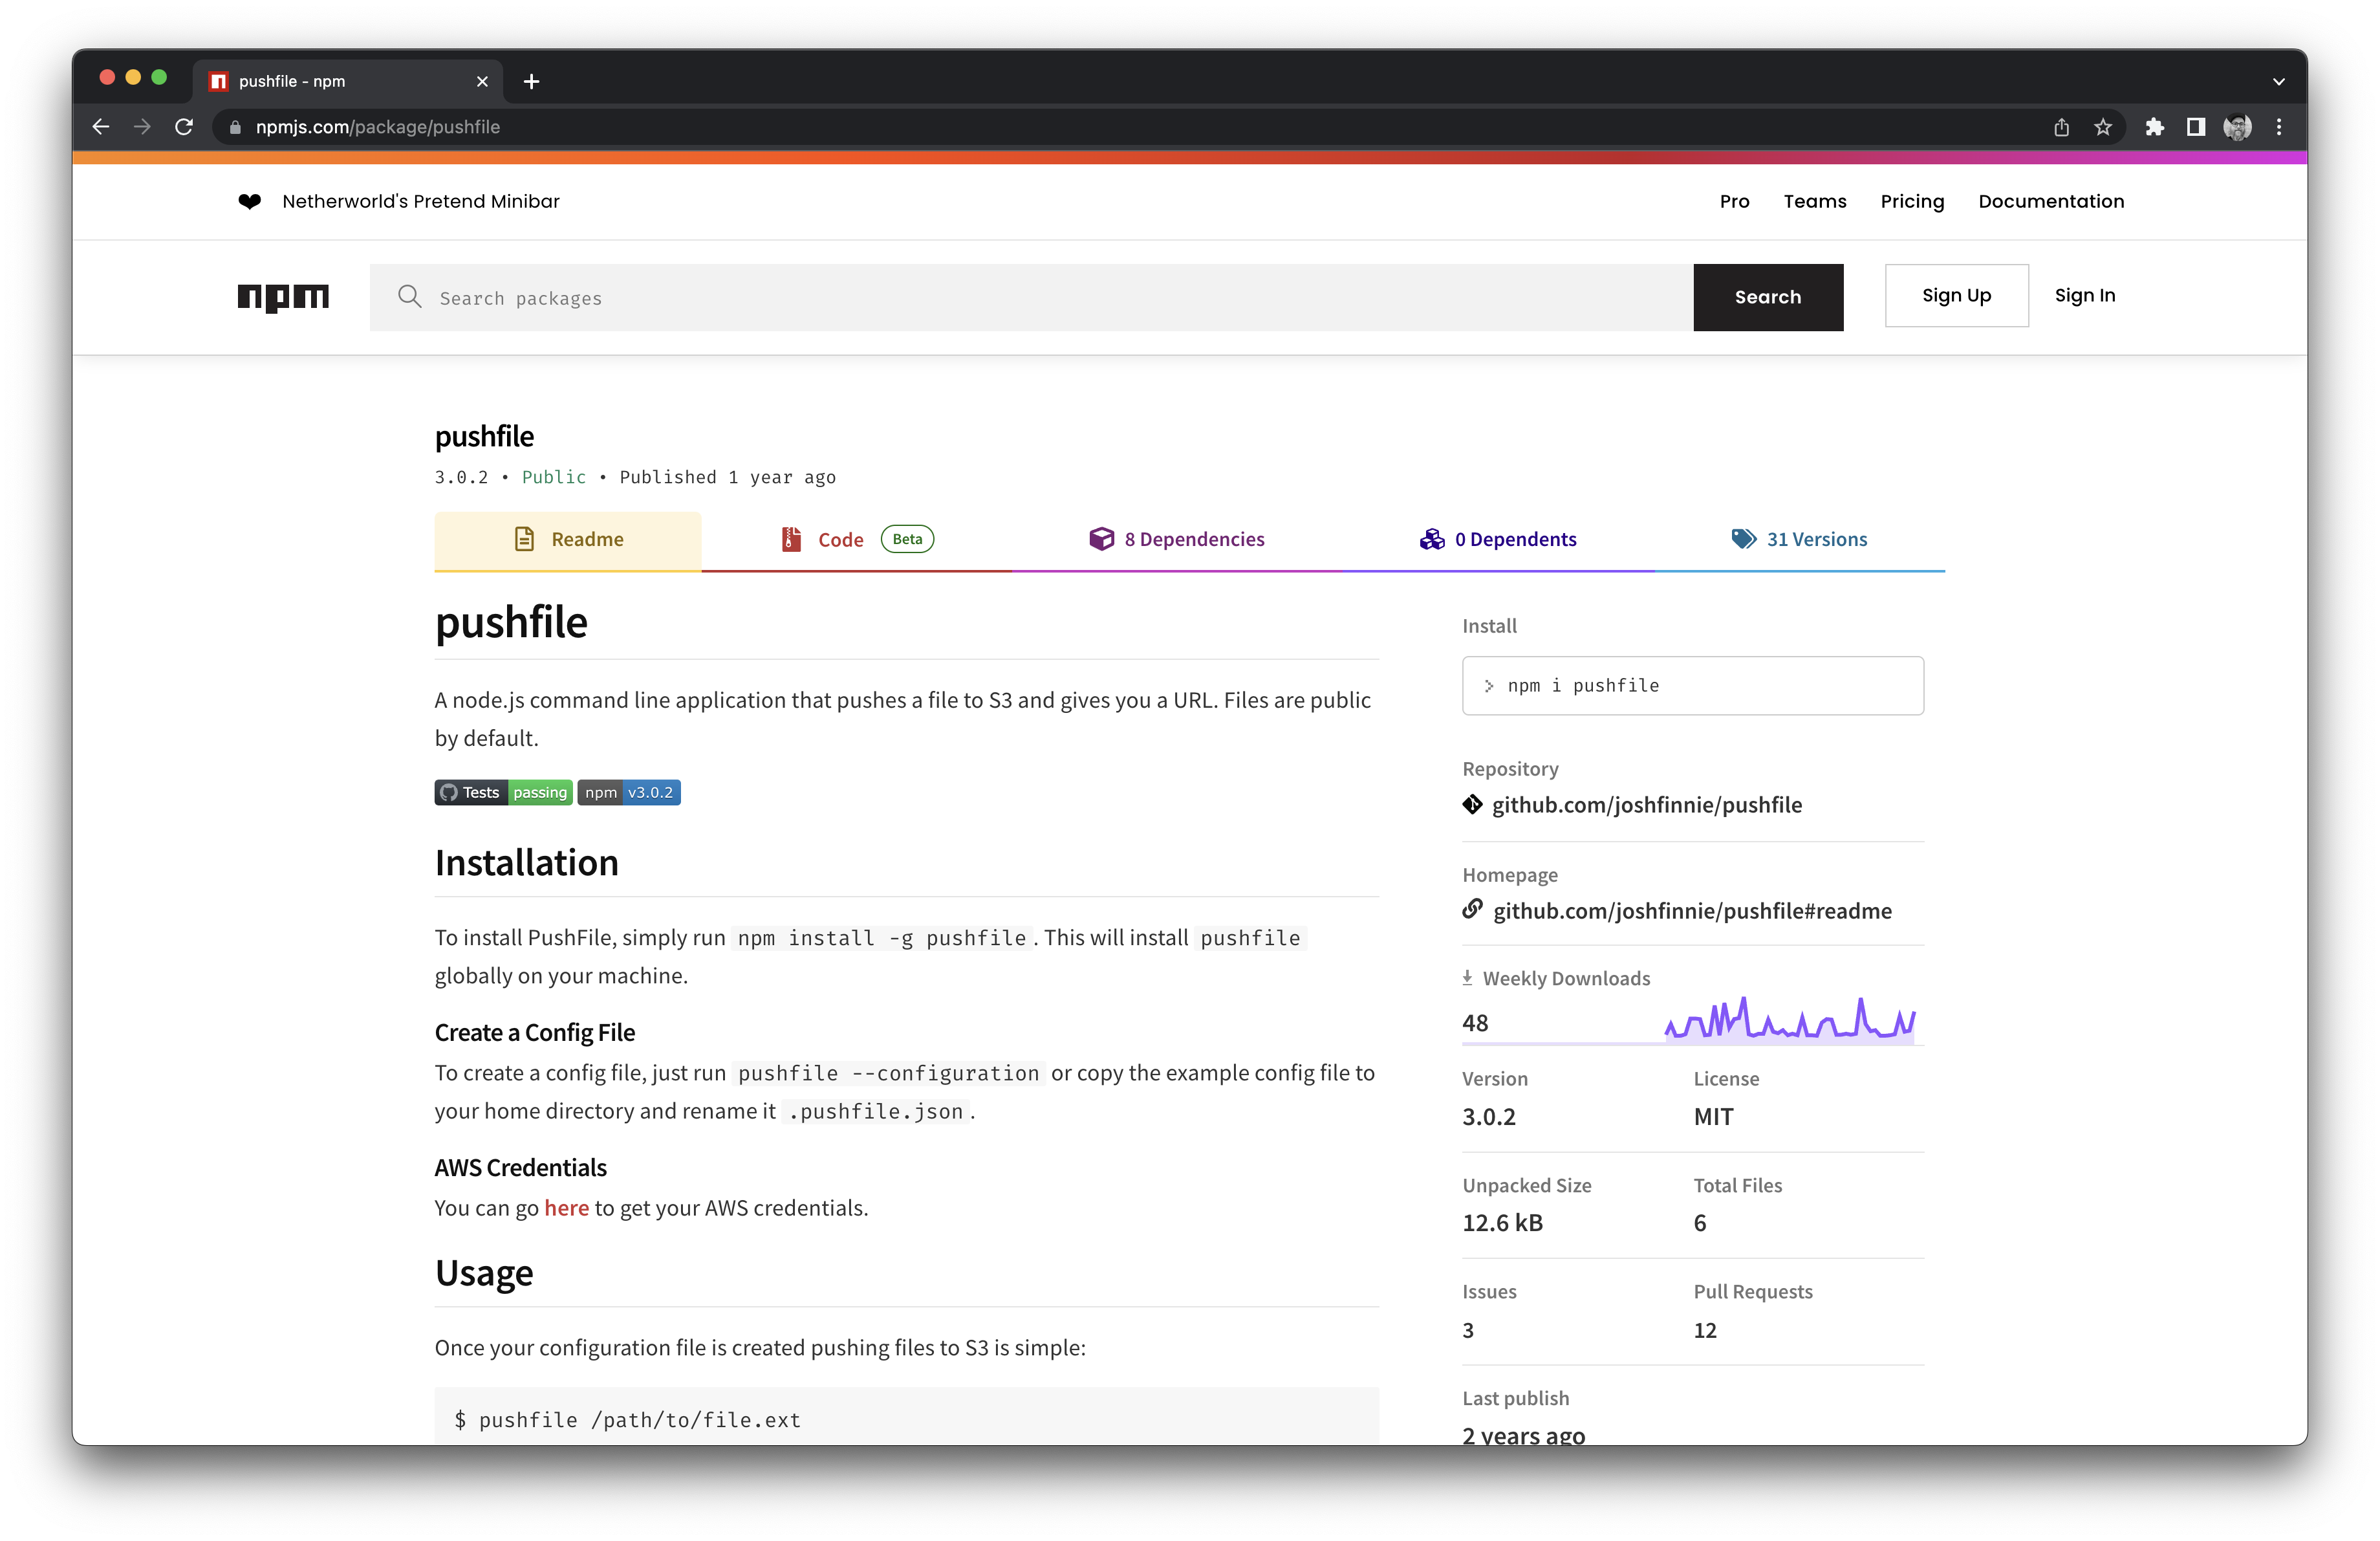 pushfile - npm
npmjs.com/package/pushfile
❤ Netherworld's Pretend Minibar
Pro Teams Pricing Documentation
npm
Search packages
Search
Sign Up
Sign In
pushfile
3.0.2 • Public • Published 1 year ago
Readme
Code Beta
8 Dependencies
0 Dependents
31 Versions
pushfile
A node.js command line application that pushes a file to S3 and gives you a URL. Files are public
by default.
Tests passing npm v3.0.2
Installation
To install PushFile, simply run npm install -g pushfile. This will install pushfile
globally on your machine.
Create a Config File
To create a config file, just run pushfile --configuration or copy the example config file to
your home directory and rename it .pushfile.json.
AWS Credentials
You can go here to get your AWS credentials.
Usage
Once your configuration file is created pushing files to S3 is simple:
$ pushfile /path/to/file.ext
Install
> npm i pushfile
Repository
github.com/joshfinnie/pushfile
Homepage
github.com/joshfinnie/pushfile#readme
Weekly Downloads
48
Version License
3.0.2 MIT
Unpacked Size Total Files
12.6 kB 6
Issues Pull Requests
3 12
Last publish
2 years ago